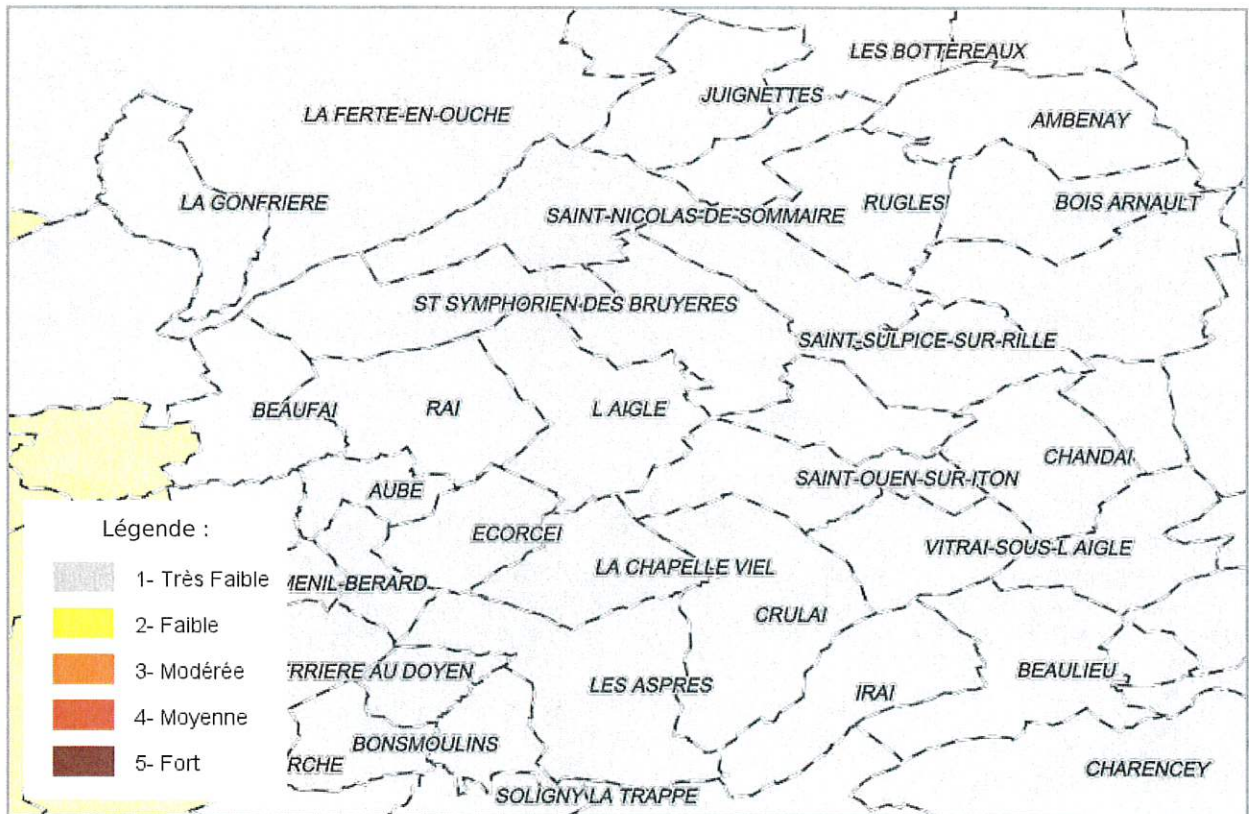 LES BOTTEREAUX
JUIGNETTES
LA FERTE-EN-OUCHE
AMBENAY
LA GONFRIERE
SAINT-NICOLAS-DE-SOMMAIRE
RUGLES
BOIS ARNAULT
ST SYMPHORIEN-DES BRUYERES
SAINT-SULPICE-SUR-RILLE
BEAUFAI
RAI
L AIGLE
CHANDAI
AUBE
SAINT-OUEN-SUR-ITON
ECORCEI
VITRAI-SOUS-L AIGLE
LA CHAPELLE VIEL
MENIL-BERARD
CRULAI
ERRIERE AU DOYEN
LES ASPRES
IRAI
BEAULIEU
BONSMOULINS
RCHE
CHARENCEY
SOLIGNY LA TRAPPE
Légende :
1- Très Faible
2- Faible
3- Modérée
4- Moyenne
5- Fort